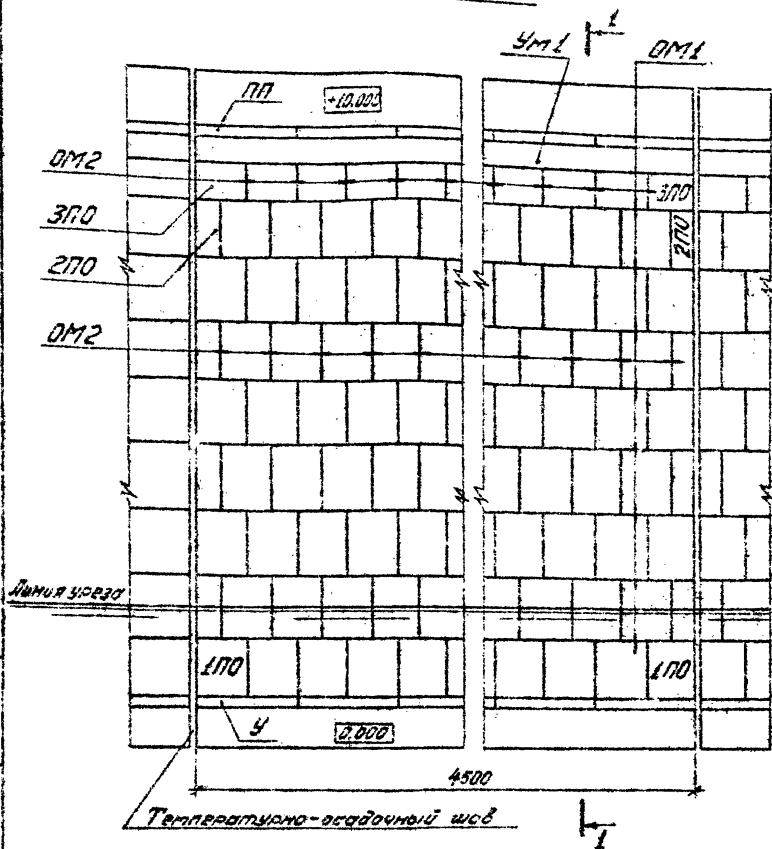 1
УМ1
ОМ1
ПП
+10.000
ОМ2
3ПО
3ПО
2ПО
2ПО
ОМ2
Линия уреза
1ПО
1ПО
У
0.000
4500
Температурно-осадочный шов
1